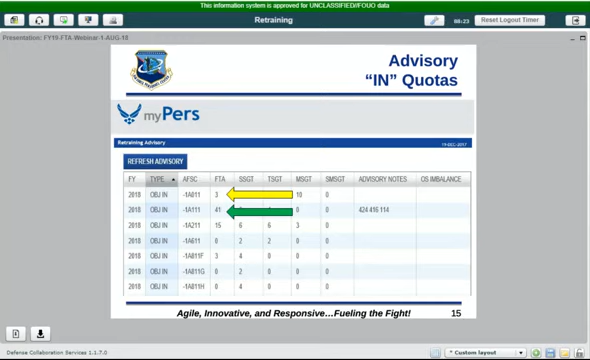 This information system is approved for UNCLASSIFIED//FOUO data
Retraining
Reset Logout Timer
Presentation: FY19-FTA-Webinar-1-AUG-18
Advisory
“IN” Quotas
myPers
Retraining Advisory
19-DEC-2017
REFRESH ADVISORY
FY TYPE AFSC FTA SSGT TSGT MSGT SMSGT ADVISORY NOTES OS IMBALANCE
2018 OBJ IN -1A011 3 10 0
2018 OBJ IN -1A111 41 0 0 424 416 114
2018 OBJ IN -1A211 15 6 6 3 0
2018 OBJ IN -1A611 0 2 2 0 0
2018 OBJ IN -1A811F 3 4 0 0 0
2018 OBJ IN -1A811G 0 2 0 0 0
2018 OBJ IN -1A811H 0 4 0 0 0
Agile, Innovative, and Responsive…Fueling the Fight! 15
Defense Collaboration Services 1.1.7.0
* Custom layout